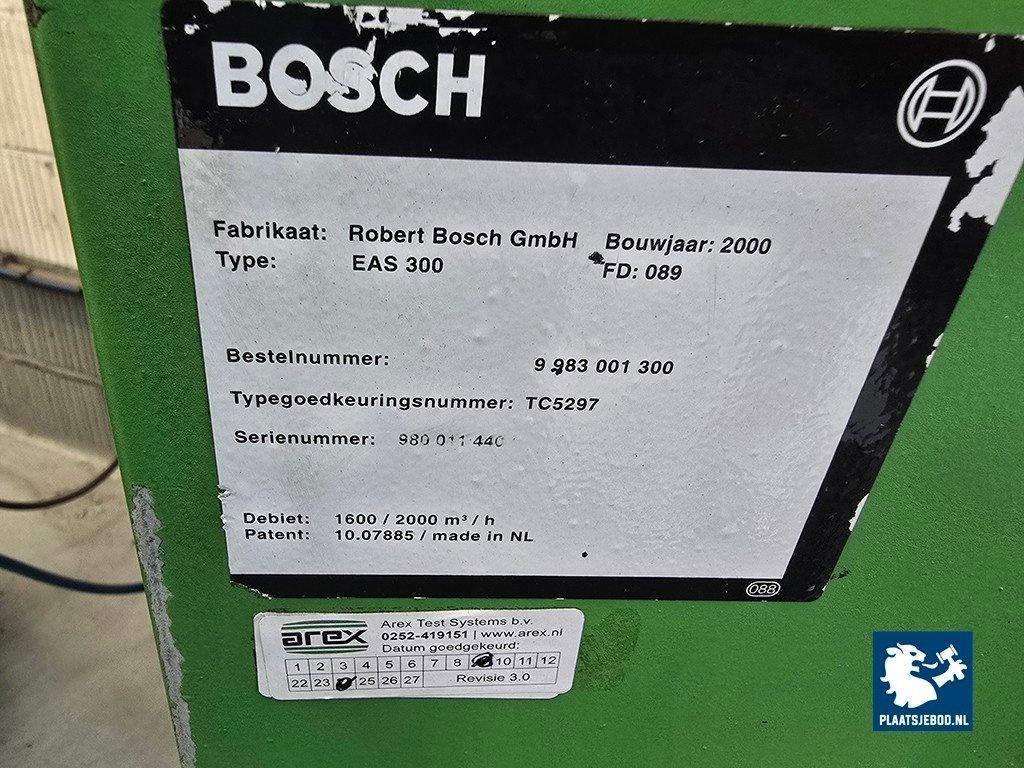 BOSCH
Fabrikaat: Robert Bosch GmbH Bouwjaar: 2000
Type: EAS 300 FD: 089
Bestelnummer: 9 983 001 300
Typegoedkeuringsnummer: TC5297
Serienummer: 980 011 440
Debiet: 1600 / 2000 m³ / h
Patent: 10.07885 / made in NL
088
arex
Arex Test Systems b.v.
0252-419151 | www.arex.nl
Datum goedgekeurd:
1 2 3 4 5 6 7 8 10 11 12
22 23 25 26 27 Revisie 3.0
PLAATSJEBOD.NL